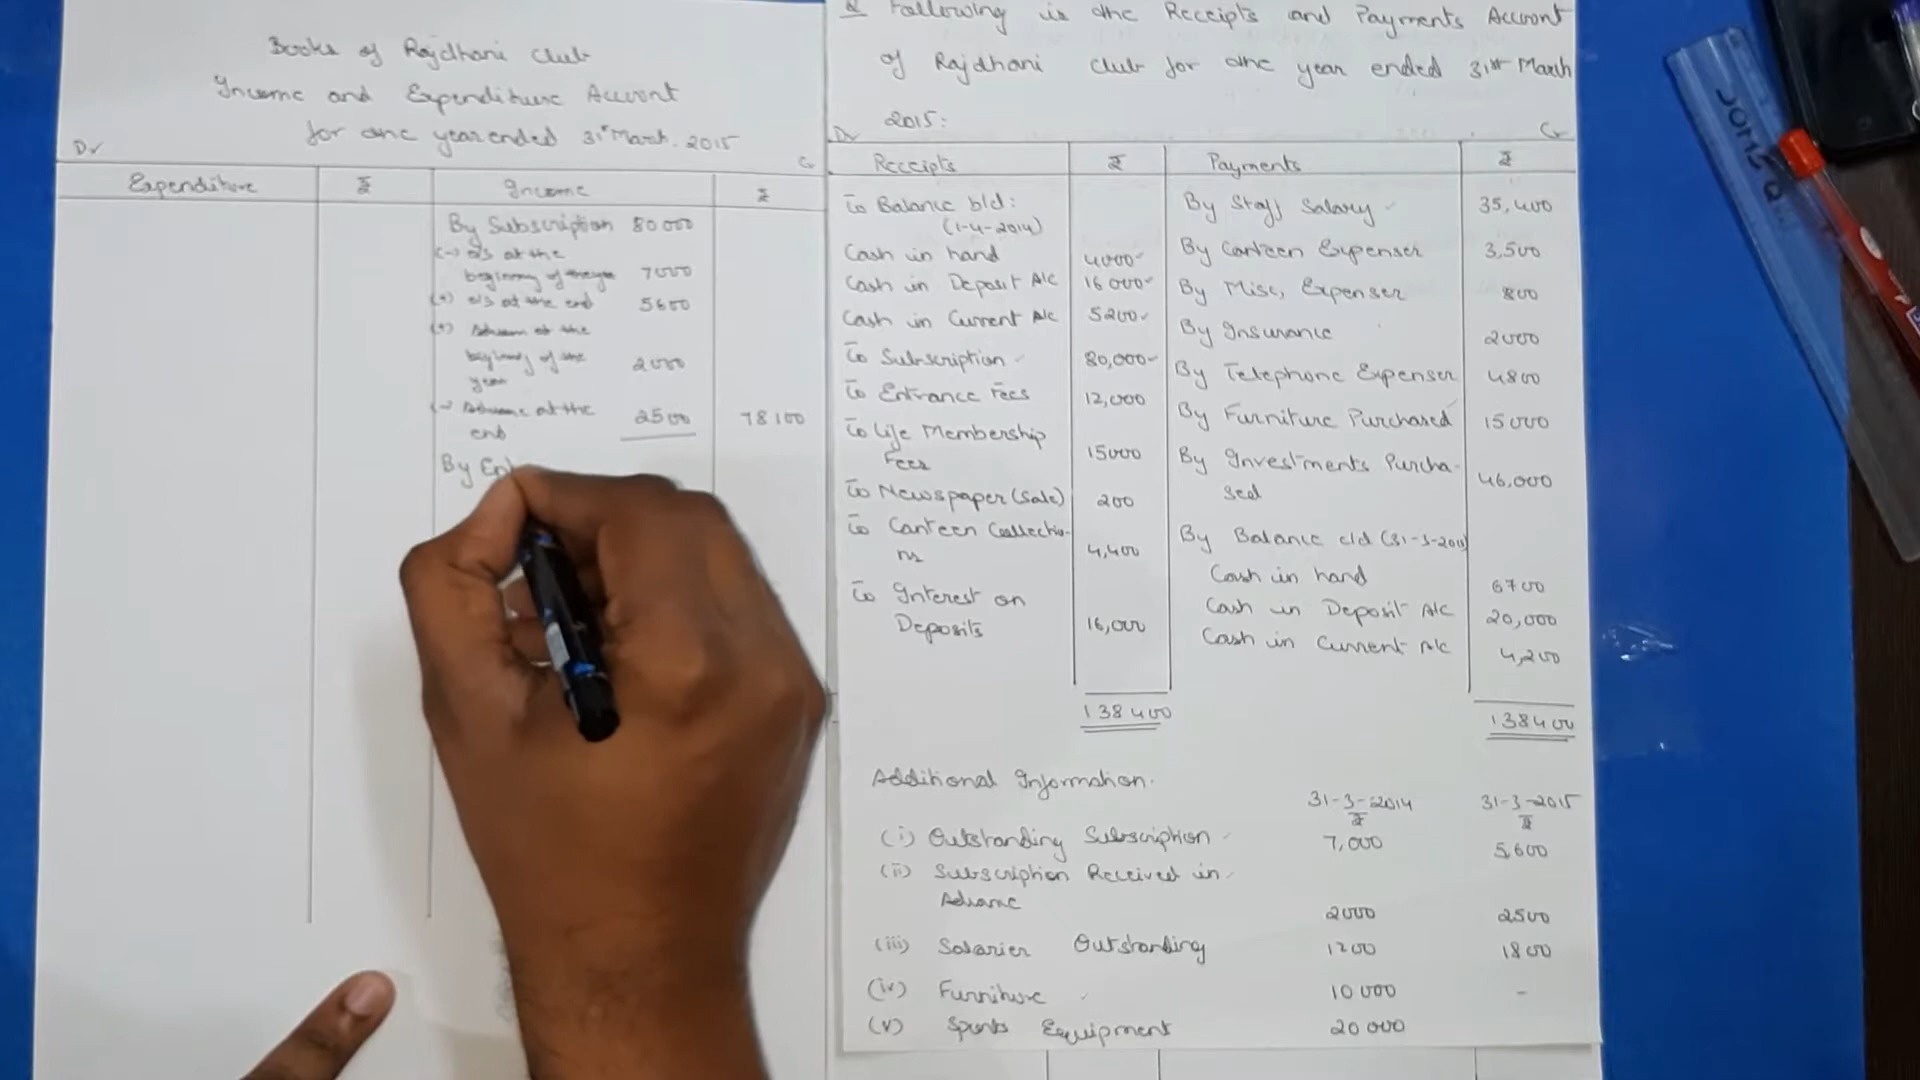 Books of Rajdhani Club
Income and Expenditure Account
for the year ended 31st March. 2015
Dr
Cr
Expenditure ₹ Income ₹
By Subscription 80000
(-) o/s at the
beginning of the year 7000
(+) o/s at the end 5600
(+) Advance at the
beginning of the 2000
year
(-) Advance at the 2500 78100
end
By Ent
Q Following is the Receipts and Payments Account
of Rajdhani Club for the year ended 31st March
2015:
Dr
Cr
Receipts ₹ Payments ₹
To Balance b/d:
(1-4-2014)
Cash in hand 4000
Cash in Deposit A/c 16000
Cash in Current A/c 5200
To Subscription 80,000
To Entrance Fees 12,000
To Life Membership
Fees 15000
To Newspaper (Sale) 200
To Canteen Collectio-
ns 4,400
To Interest on
Deposits 16,000
138400
By Staff Salary 35,400
By Canteen Expenses 3,500
By Misc, Expenses 800
By Insurance 2000
By Telephone Expenses 4800
By Furniture Purchased 15000
By Investments Purcha-
sed 46,000
By Balance c/d (31-3-2015)
Cash in hand 6700
Cash in Deposit A/c 20,000
Cash in Current A/c 4,200
138400
Additional Information.
31-3-2014 31-3-2015
₹ ₹
(i) Outstanding Subscription 7,000 5,600
(ii) Subscription Received in
Advance 2000 2500
(iii) Salaries Outstanding 1200 1800
(iv) Furniture 10000 -
(v) Sports Equipment 20000